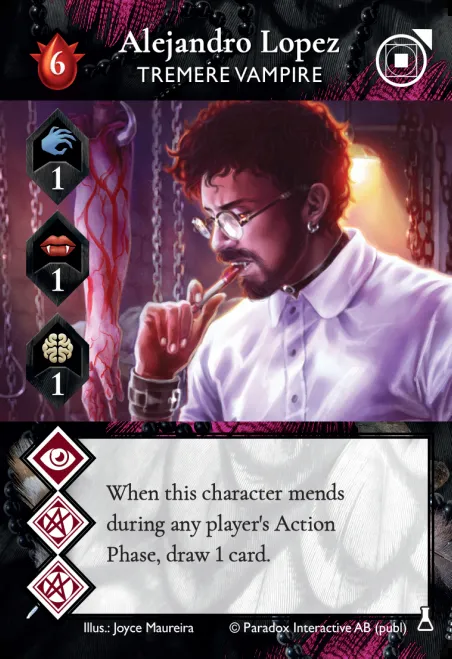 6
Alejandro Lopez
TREMERE VAMPIRE
1
1
1
When this character mends
during any player's Action
Phase, draw 1 card.
Illus.: Joyce Maureira © Paradox Interactive AB (publ)